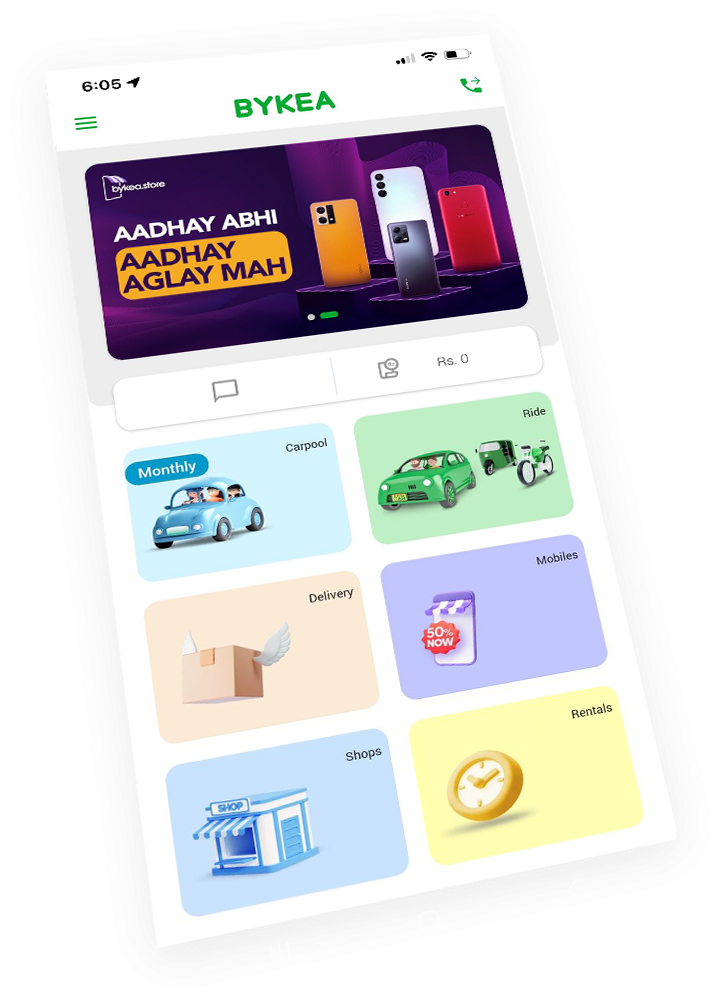 6:05
BYKEA
bykea.store
AADHAY ABHI
AADHAY
AGLAY MAH
Rs. 0
Carpool
Monthly
Ride
Delivery
Mobiles
50%
NOW
Shops
SHOP
Rentals